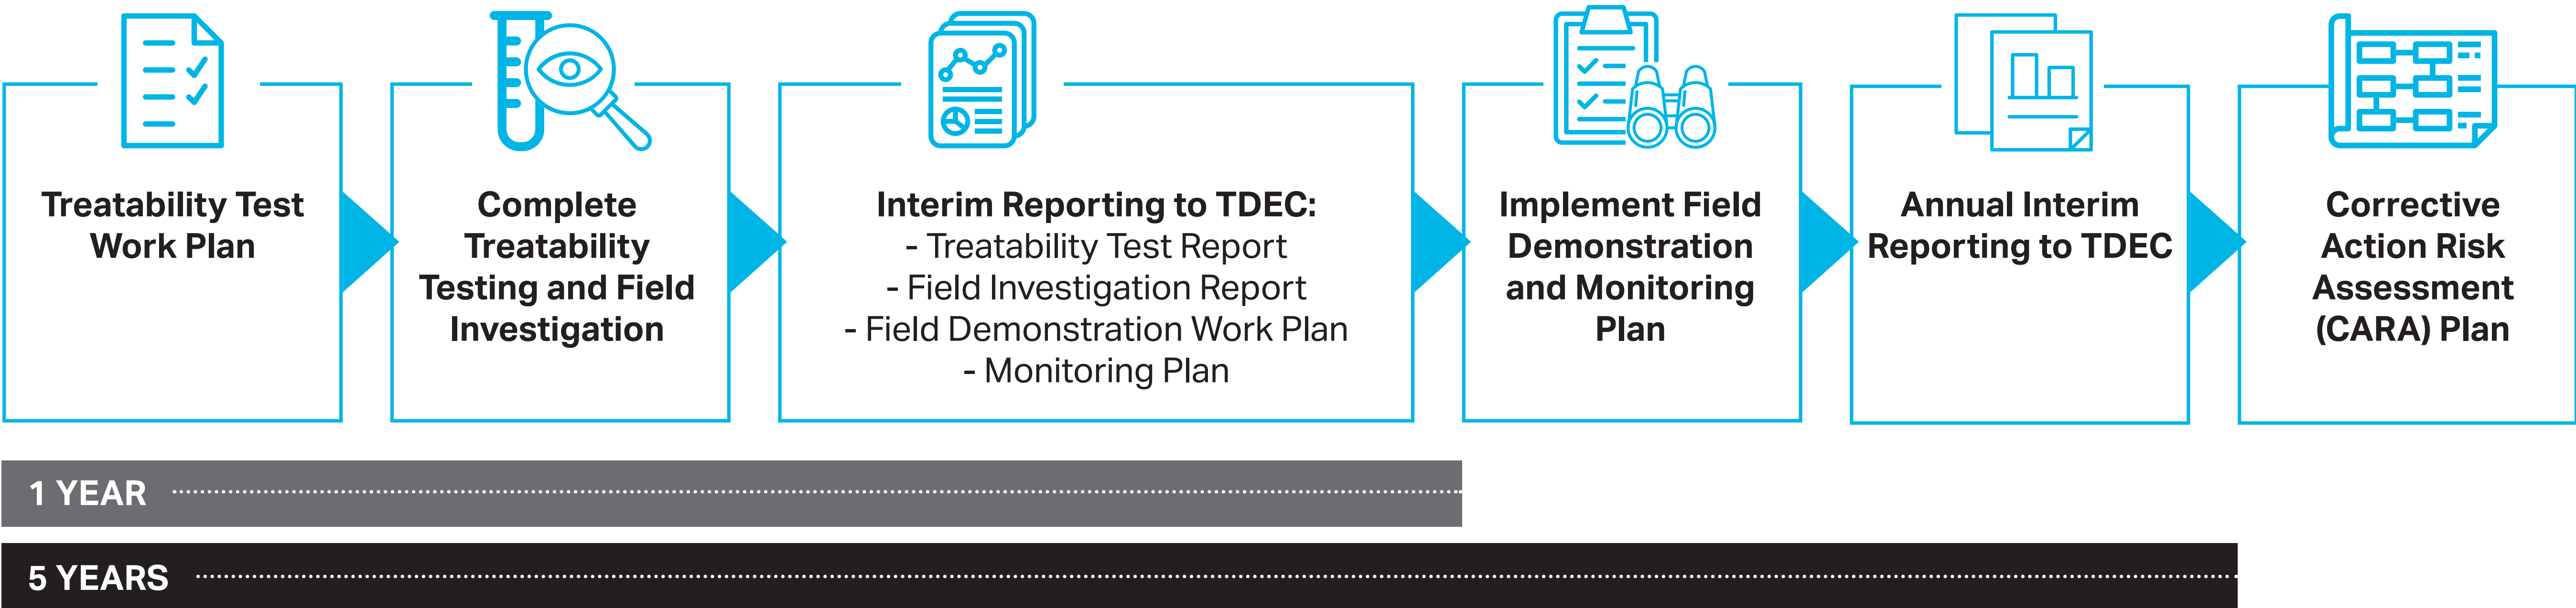 Treatability Test
Work Plan
Complete
Treatability
Testing and Field
Investigation
Interim Reporting to TDEC:
- Treatability Test Report
- Field Investigation Report
- Field Demonstration Work Plan
- Monitoring Plan
Implement Field
Demonstration
and Monitoring
Plan
Annual Interim
Reporting to TDEC
Corrective
Action Risk
Assessment
(CARA) Plan
1 YEAR
5 YEARS